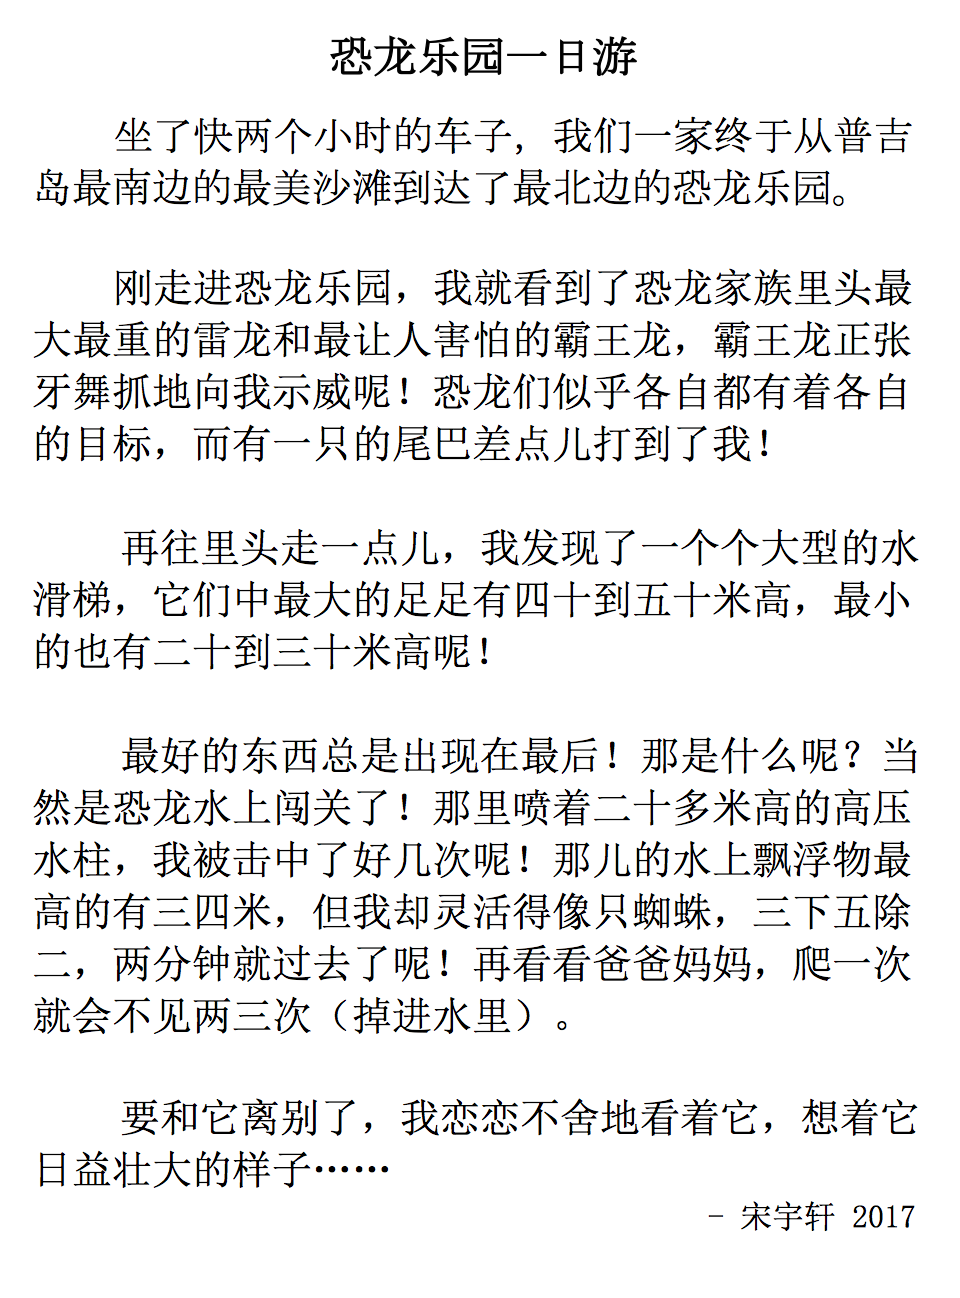 恐龙乐园一日游
坐了快两个小时的车子，我们一家终于从普吉
岛最南边的最美沙滩到达了最北边的恐龙乐园。
刚走进恐龙乐园，我就看到了恐龙家族里头最
大最重的雷龙和最让人害怕的霸王龙，霸王龙正张
牙舞抓地向我示威呢！恐龙们似乎各自都有着各自
的目标，而有一只的尾巴差点儿打到了我！
再往里头走一点儿，我发现了一个个大型的水
滑梯，它们中最大的足足有四十到五十米高，最小
的也有二十到三十米高呢！
最好的东西总是出现在最后！那是什么呢？当
然是恐龙水上闯关了！那里喷着二十多米高的高压
水柱，我被击中了好几次呢！那儿的水上飘浮物最
高的有三四米，但我却灵活得像只蜘蛛，三下五除
二，两分钟就过去了呢！再看看爸爸妈妈，爬一次
就会不见两三次（掉进水里）。
要和它离别了，我恋恋不舍地看着它，想着它
日益壮大的样子……
- 宋宇轩 2017